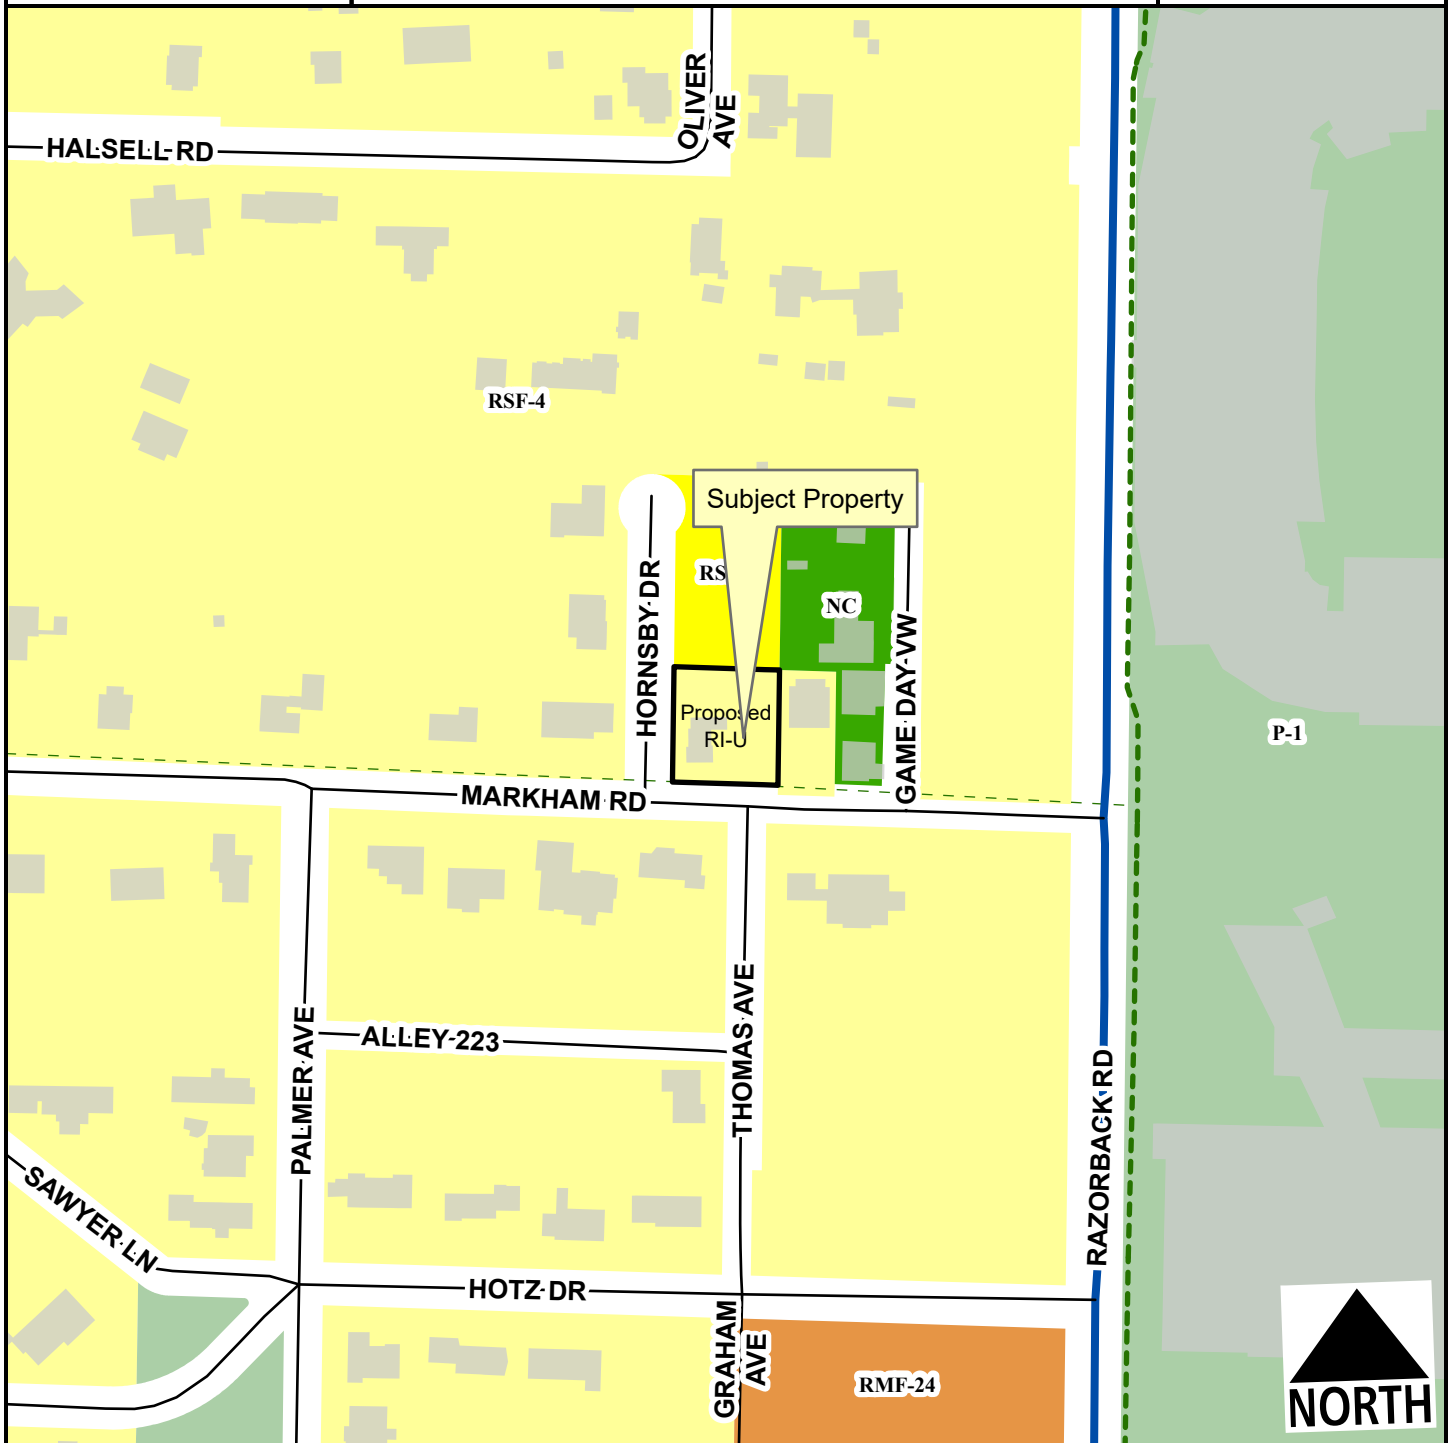 OLIVER
AVE
HALSELL RD
RSF-4
Subject Property
RS
NC
HORNSBY DR
GAME DAY VW
Proposed
RI-U
P-1
MARKHAM RD
PALMER AVE
ALLEY 223
THOMAS AVE
RAZORBACK RD
SAWYER LN
HOTZ DR
GRAHAM
AVE
RMF-24
NORTH